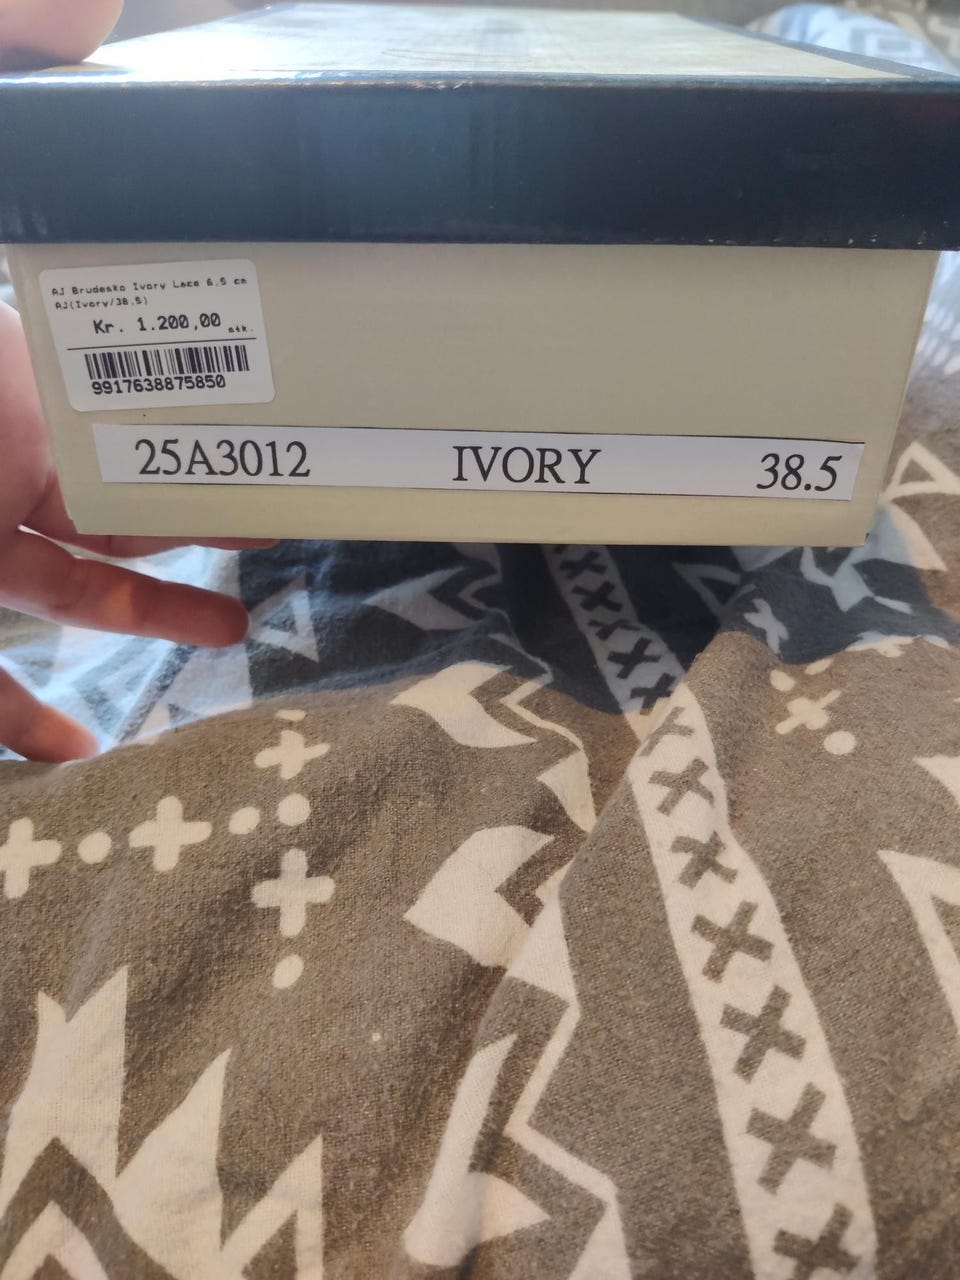 AJ Brudesko Ivory Lace 6,5 cm
AJ(Ivory/38,5)
Kr. 1.200,00 stk.
9917638875850
25A3012 IVORY 38.5